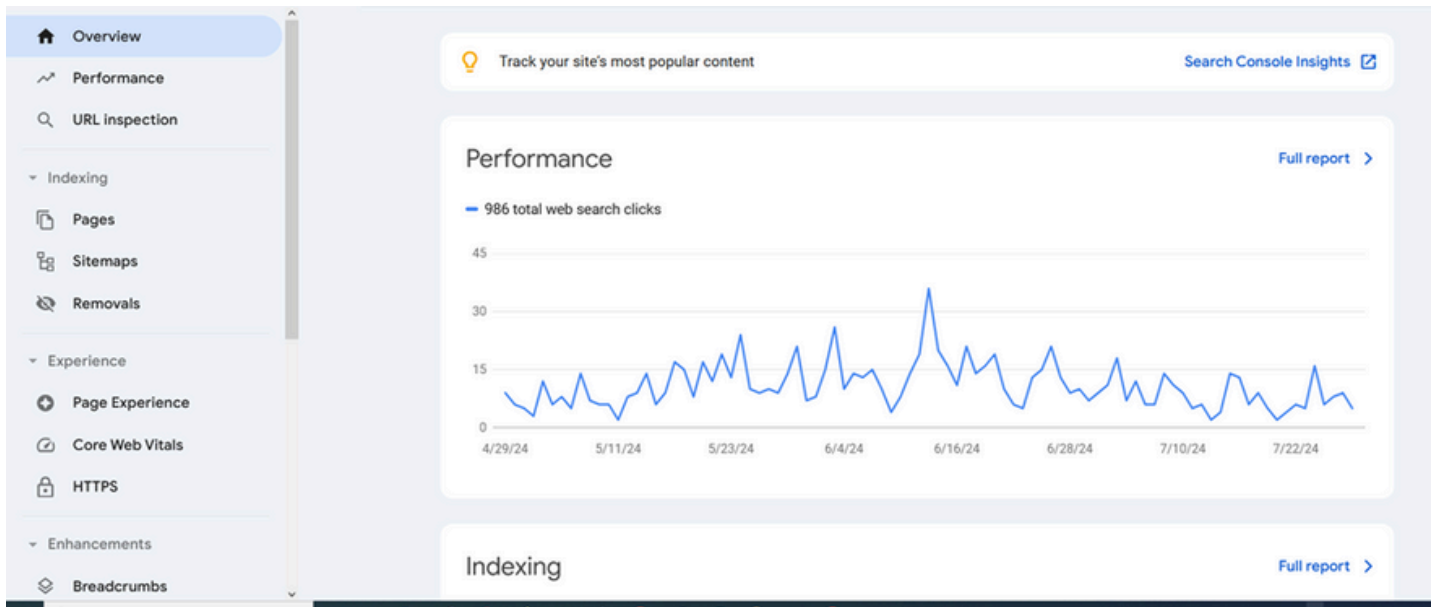 Overview
Performance
URL inspection
Indexing
Pages
Sitemaps
Removals
Experience
Page Experience
Core Web Vitals
HTTPS
Enhancements
Breadcrumbs
Track your site's most popular content
Search Console Insights
Performance
Full report
986 total web search clicks
45
30
15
0
4/29/24 5/11/24 5/23/24 6/4/24 6/16/24 6/28/24 7/10/24 7/22/24
Indexing
Full report